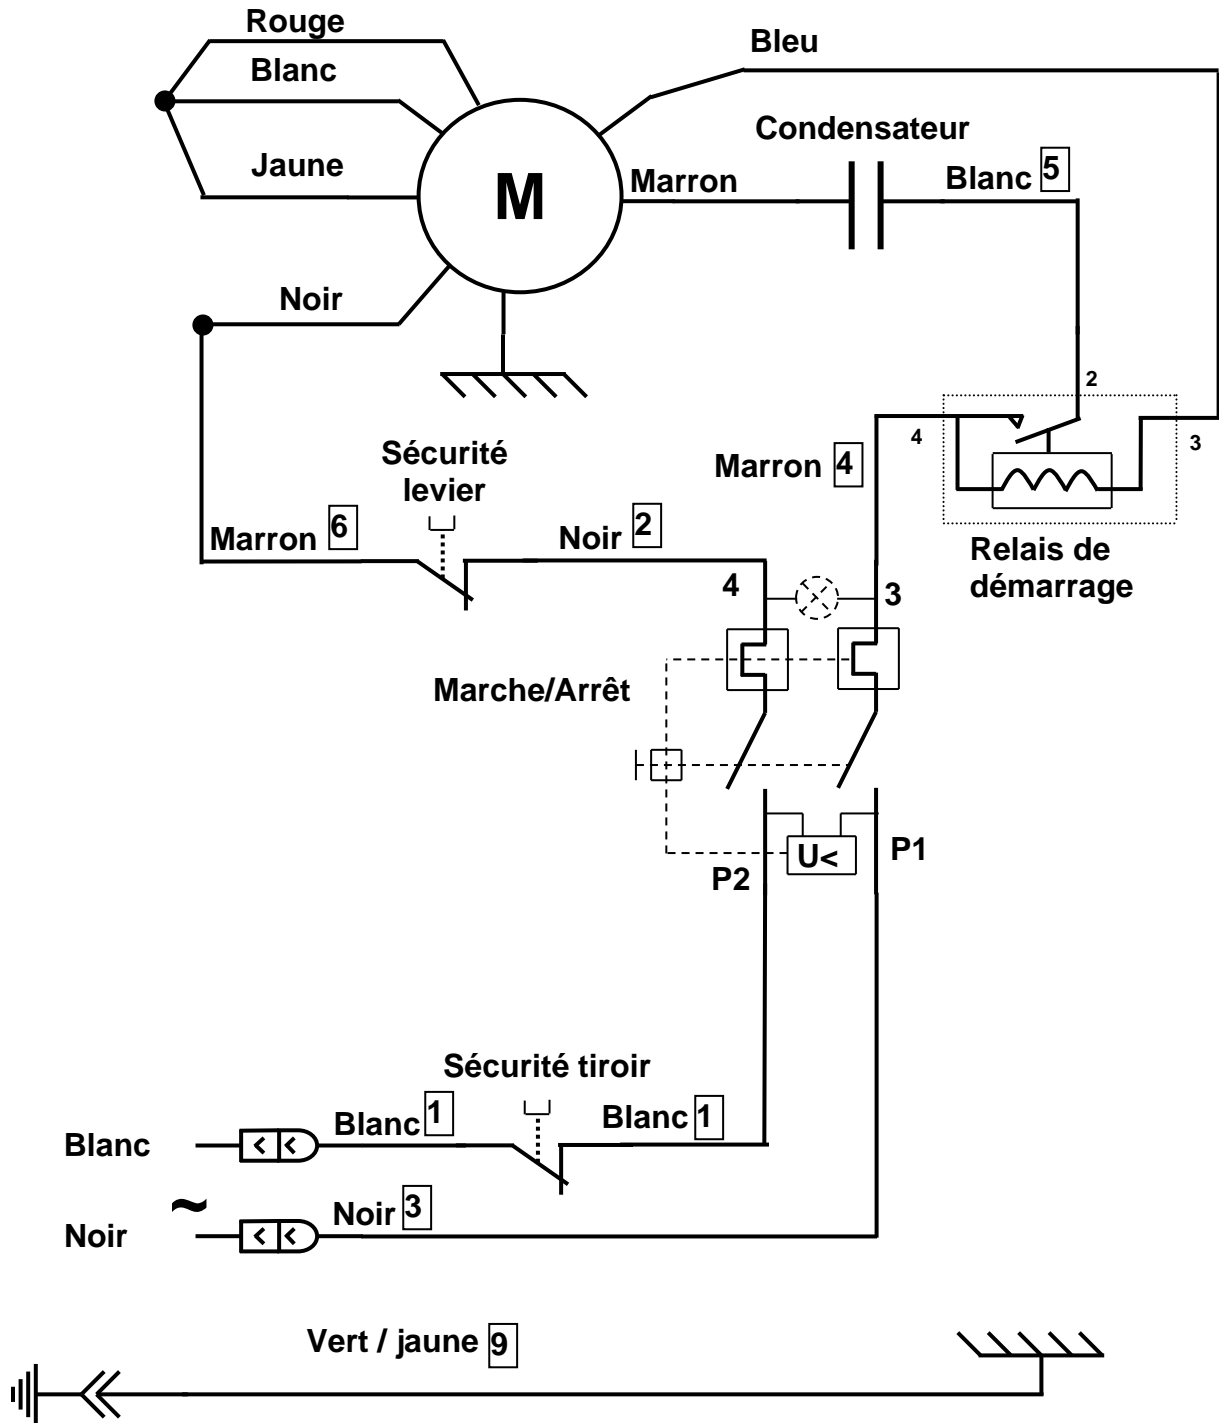 Rouge
Bleu
Blanc
Condensateur
Jaune
M
Marron
Blanc 5
Noir
2
4
3
Sécurité
levier
Marron 4
Marron 6
Noir 2
Relais de
démarrage
4
3
Marche/Arrêt
U<
P1
P2
Sécurité tiroir
Blanc
Blanc 1
Blanc 1
~
Noir
Noir 3
Vert / jaune 9